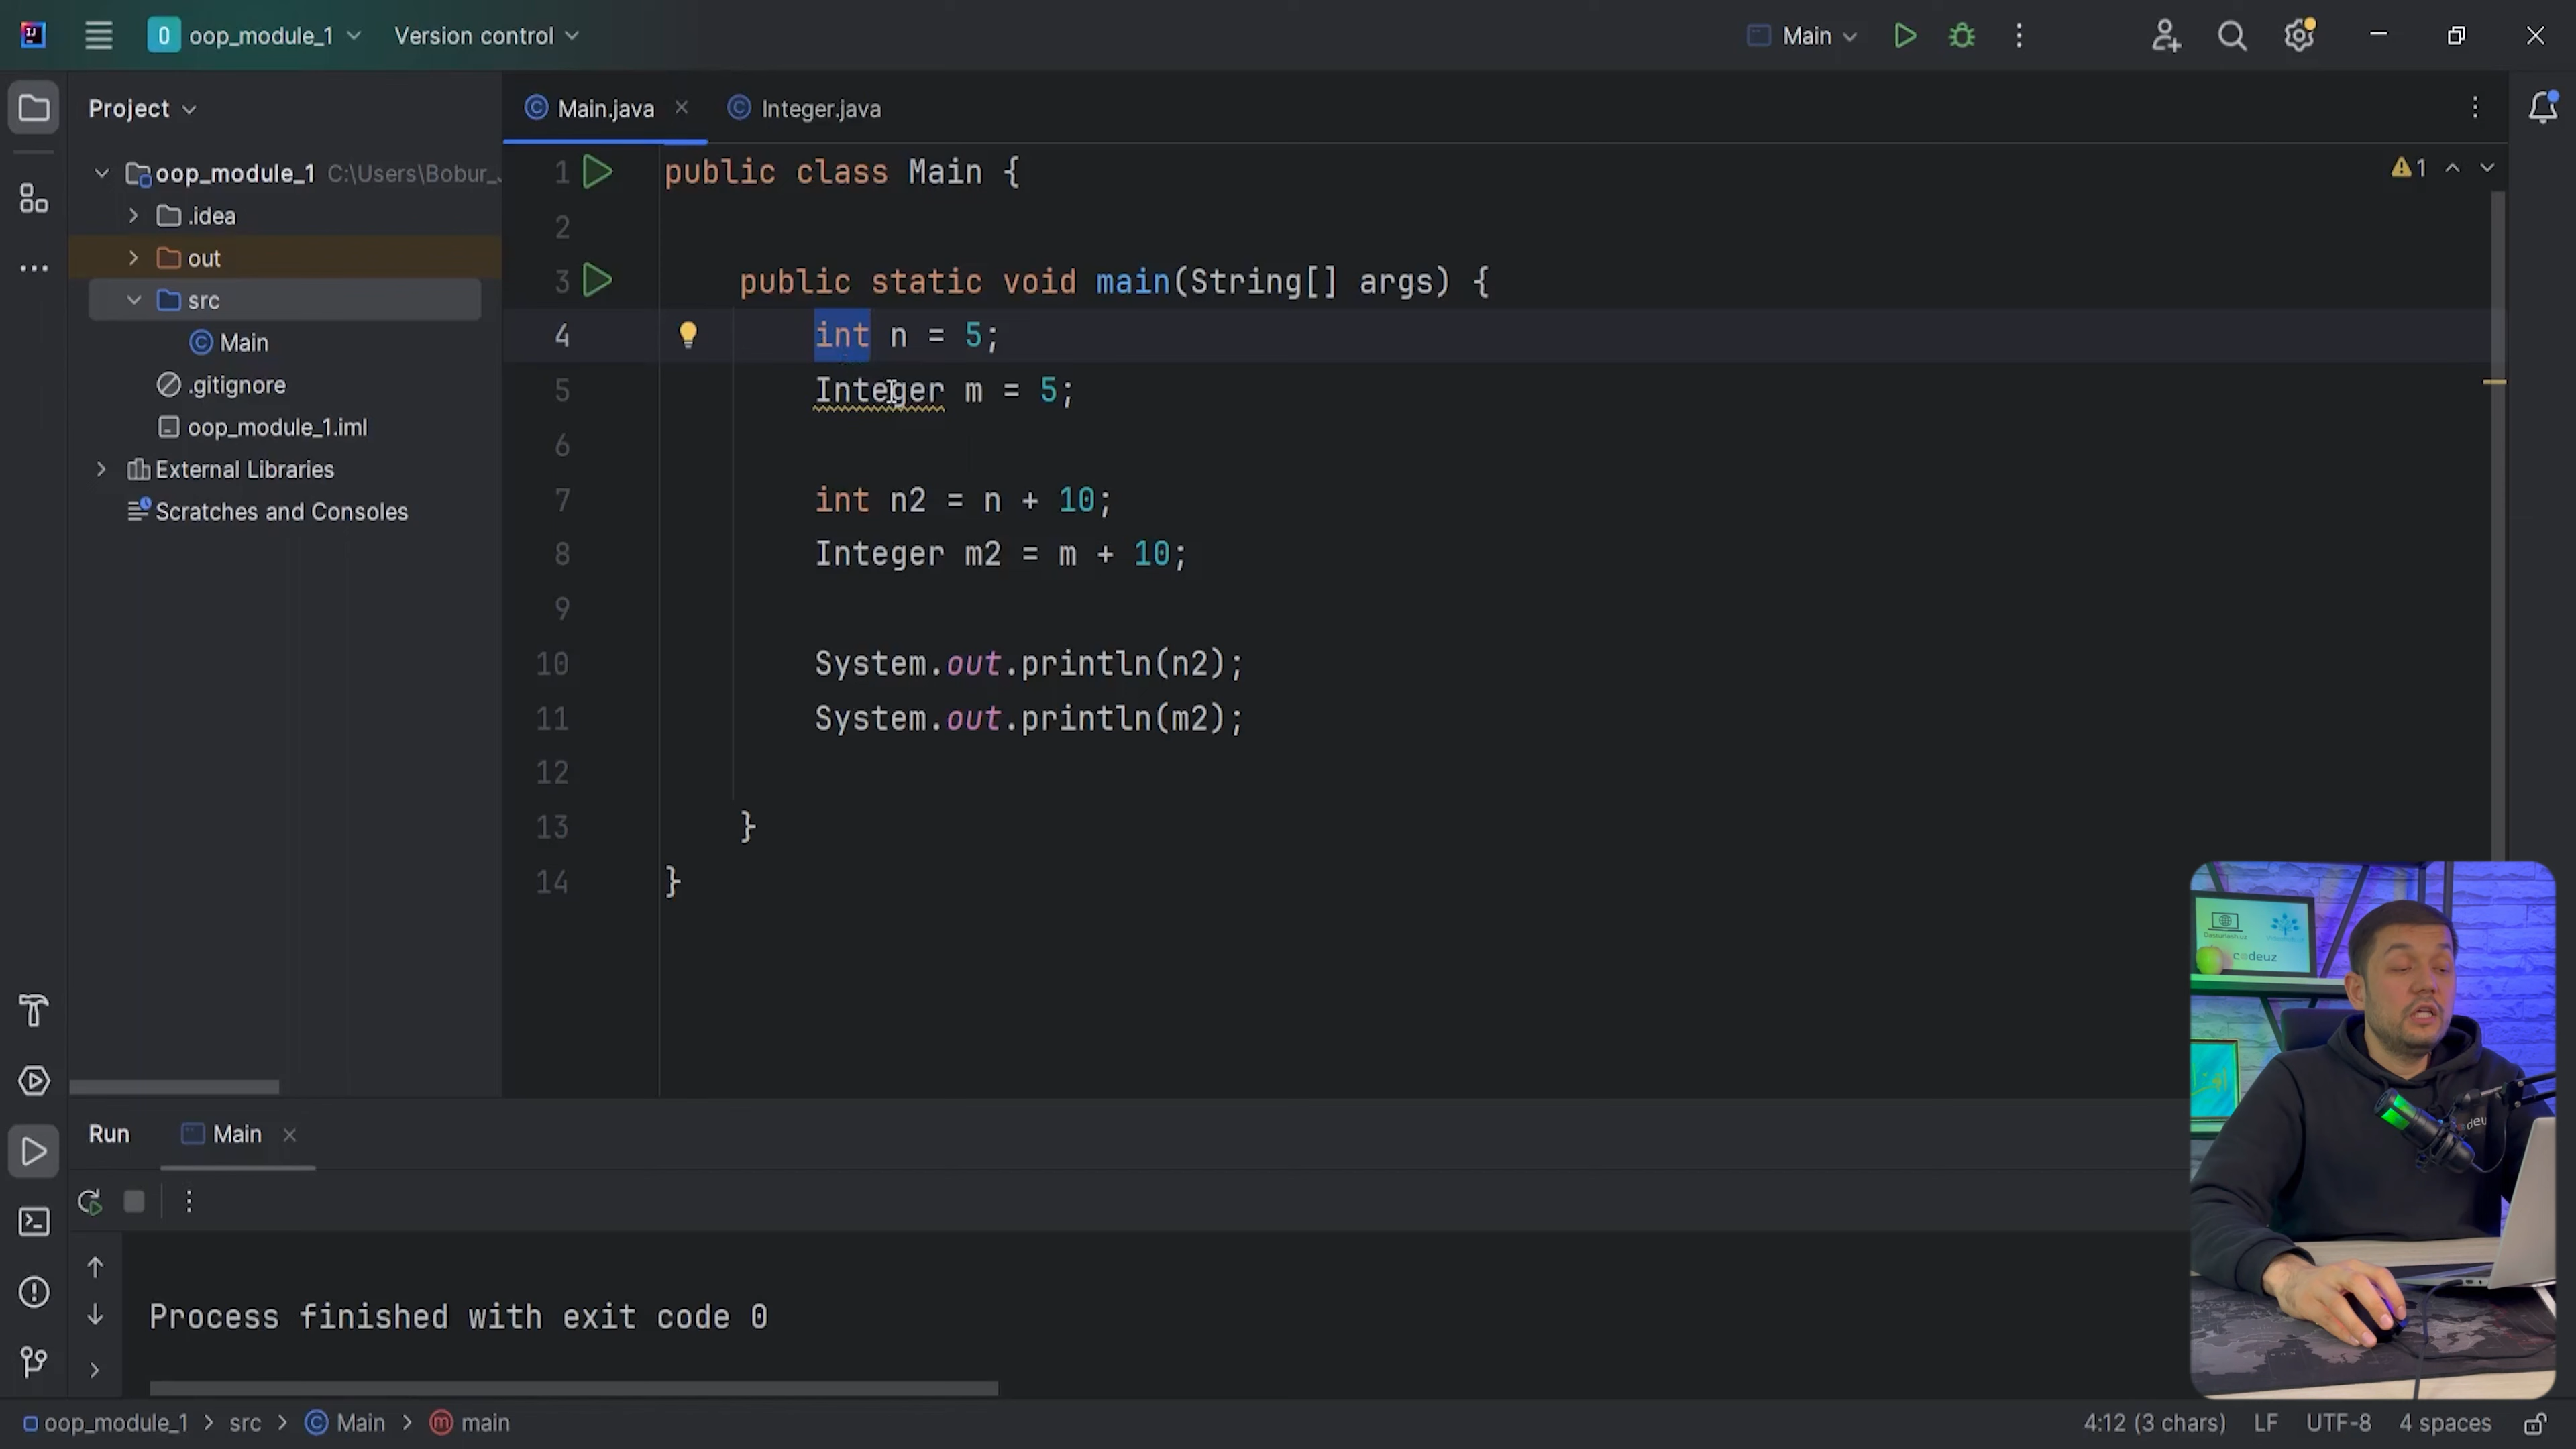 oop_module_1
Version control
Main
Project
Main.java
Integer.java
oop_module_1 C:\Users\Bobur_
.idea
out
src
Main
.gitignore
oop_module_1.iml
External Libraries
Scratches and Consoles
1
1 public class Main {
2
3 public static void main(String[] args) {
4 int n = 5;
5 Integer m = 5;
6
7 int n2 = n + 10;
8 Integer m2 = m + 10;
9
10 System.out.println(n2);
11 System.out.println(m2);
12
13 }
14 }
codeuz
Run
Main
Process finished with exit code 0
oop_module_1 > src > Main > main
4:12 (3 chars) LF UTF-8 4 spaces